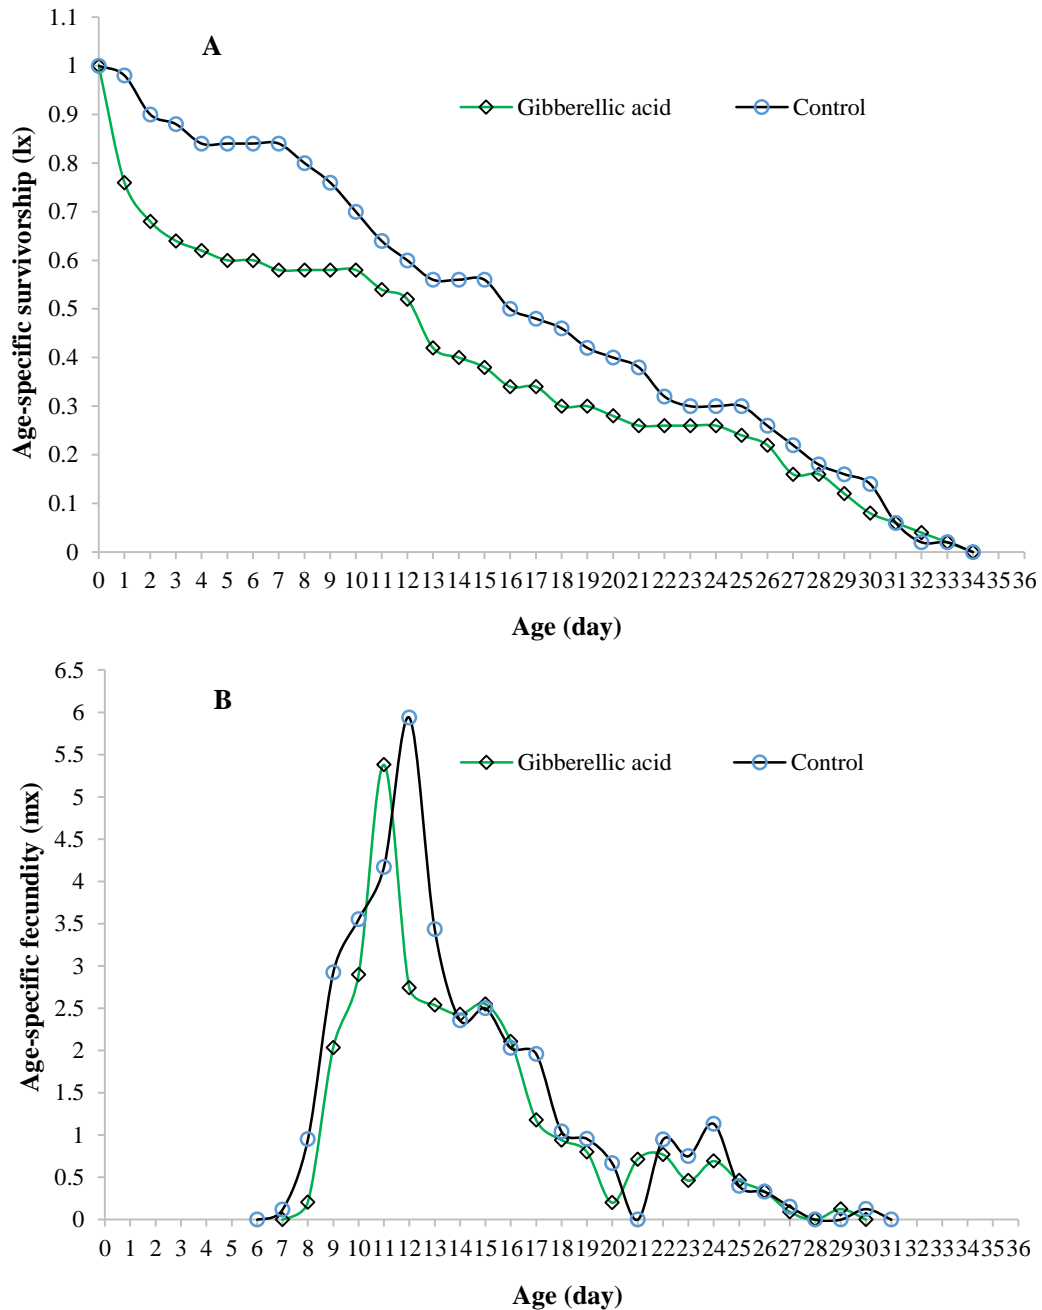 1.1
A
1
Gibberellic acid
Control
0.9
0.8
0.7
0.6
0.5
0.4
0.3
0.2
0.1
0
Age-specific survivorship (lx)
0 1 2 3 4 5 6 7 8 9 10 11 12 13 14 15 16 17 18 19 20 21 22 23 24 25 26 27 28 29 30 31 32 33 34 35 36
Age (day)
6.5
B
6
Gibberellic acid
Control
5.5
5
4.5
4
3.5
3
2.5
2
1.5
1
0.5
0
Age-specific fecundity (mx)
0 1 2 3 4 5 6 7 8 9 10 11 12 13 14 15 16 17 18 19 20 21 22 23 24 25 26 27 28 29 30 31 32 33 34 35 36
Age (day)